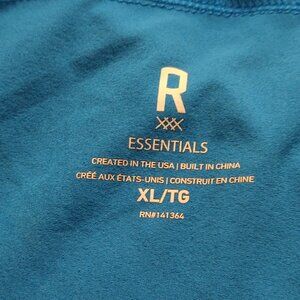 R
XXX
ESSENTIALS
CREATED IN THE USA | BUILT IN CHINA
CRÉÉ AUX ÉTATS-UNIS | CONSTRUIT EN CHINE
XL/TG
RN#141364